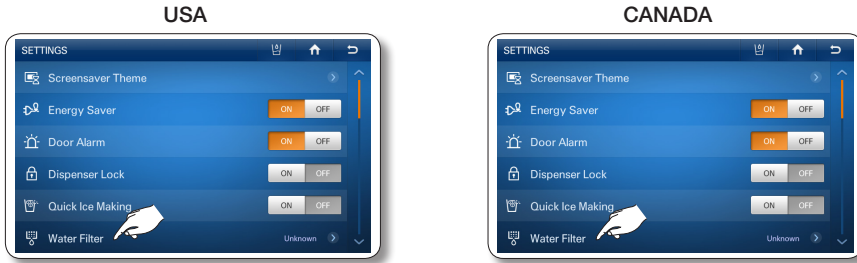 USA
SETTINGS
Screensaver Theme
Energy Saver ON OFF
Door Alarm ON OFF
Dispenser Lock ON OFF
Quick Ice Making ON OFF
Water Filter Unknown
CANADA
SETTINGS
Screensaver Theme
Energy Saver ON OFF
Door Alarm ON OFF
Dispenser Lock ON OFF
Quick Ice Making ON OFF
Water Filter Unknown